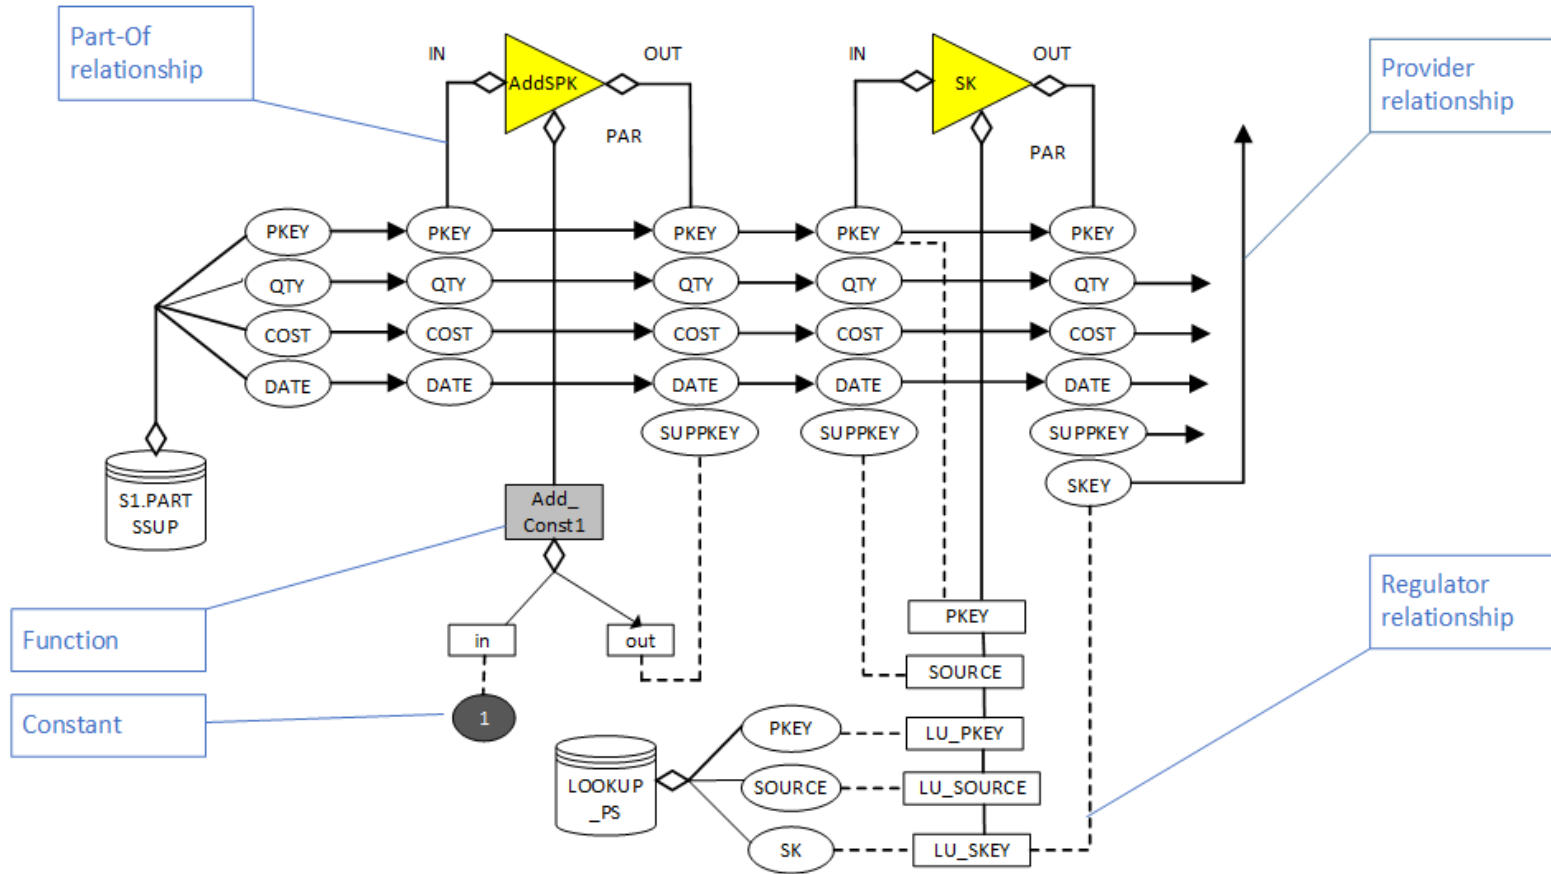 Part-Of
relationship
IN
AddSPK
OUT
PAR
IN
SK
OUT
PAR
Provider
relationship
PKEY
PKEY
PKEY
PKEY
PKEY
QTY
QTY
QTY
QTY
QTY
COST
COST
COST
COST
COST
DATE
DATE
DATE
DATE
DATE
SUPPKEY
SUPPKEY
SUPPKEY
SKEY
S1.PART
SSUP
Add_
Const1
Function
in
out
Constant
1
PKEY
SOURCE
LU_PKEY
LU_SOURCE
LU_SKEY
PKEY
SOURCE
SK
LOOKUP
_PS
Regulator
relationship